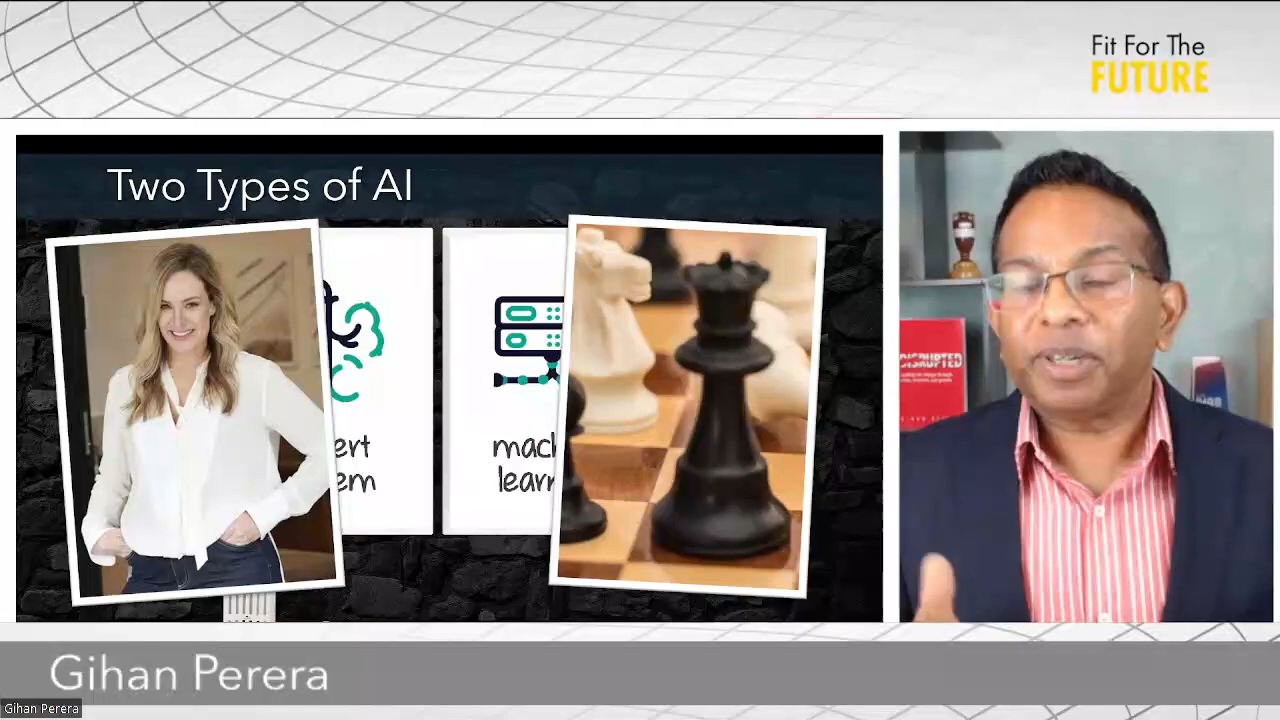 Fit For The
FUTURE
Two Types of AI
ert
em
mach
learn
DISRUPTED
Gihan Perera
Gihan Perera